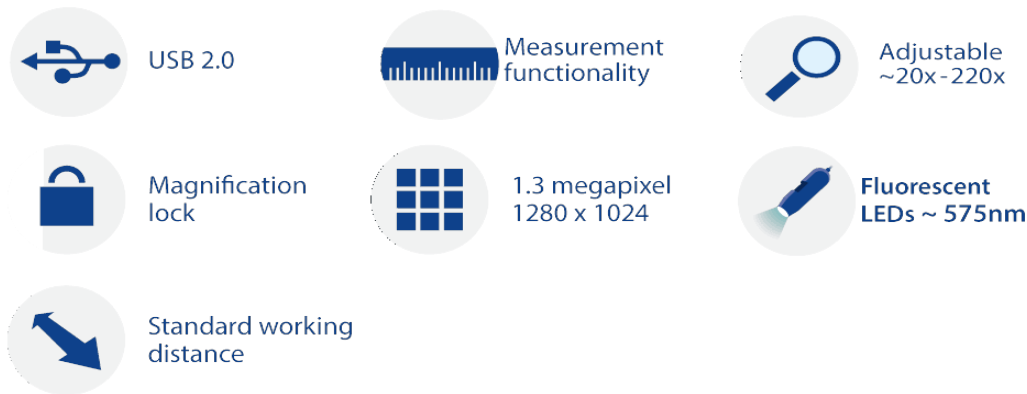 USB 2.0
Measurement
functionality
Adjustable
~20x-220x
Magnification
lock
1.3 megapixel
1280 x 1024
Fluorescent
LEDs ~ 575nm
Standard working
distance